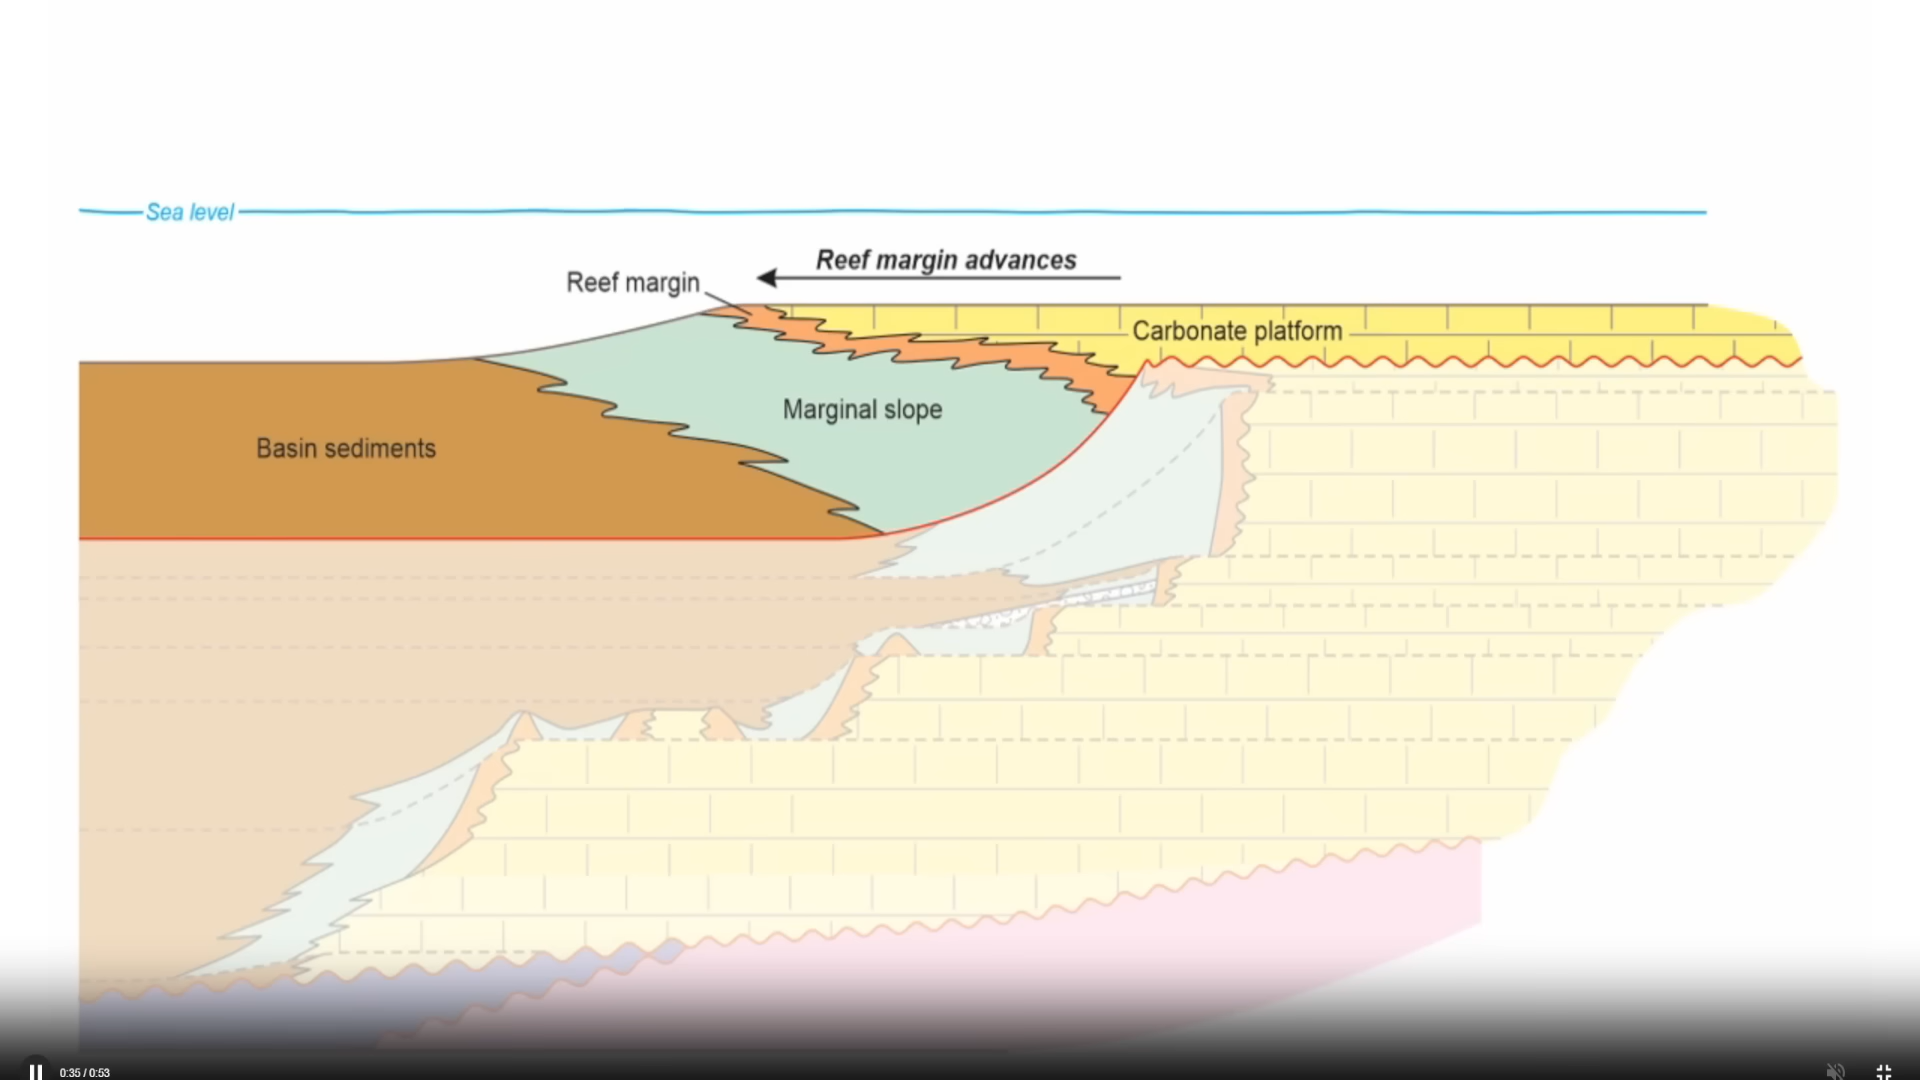 Sea level
Reef margin advances
Reef margin
Carbonate platform
Marginal slope
Basin sediments
0:35 / 0:53